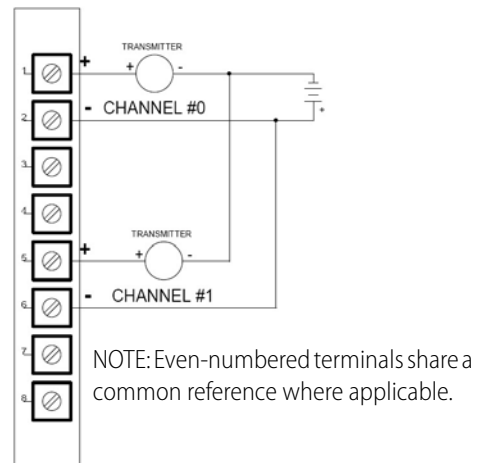 TRANSMITTER
1 + + - 
2 - CHANNEL #0 +
3
4
TRANSMITTER
5 + + -
6 - CHANNEL #1
7
8
NOTE: Even-numbered terminals share a
common reference where applicable.